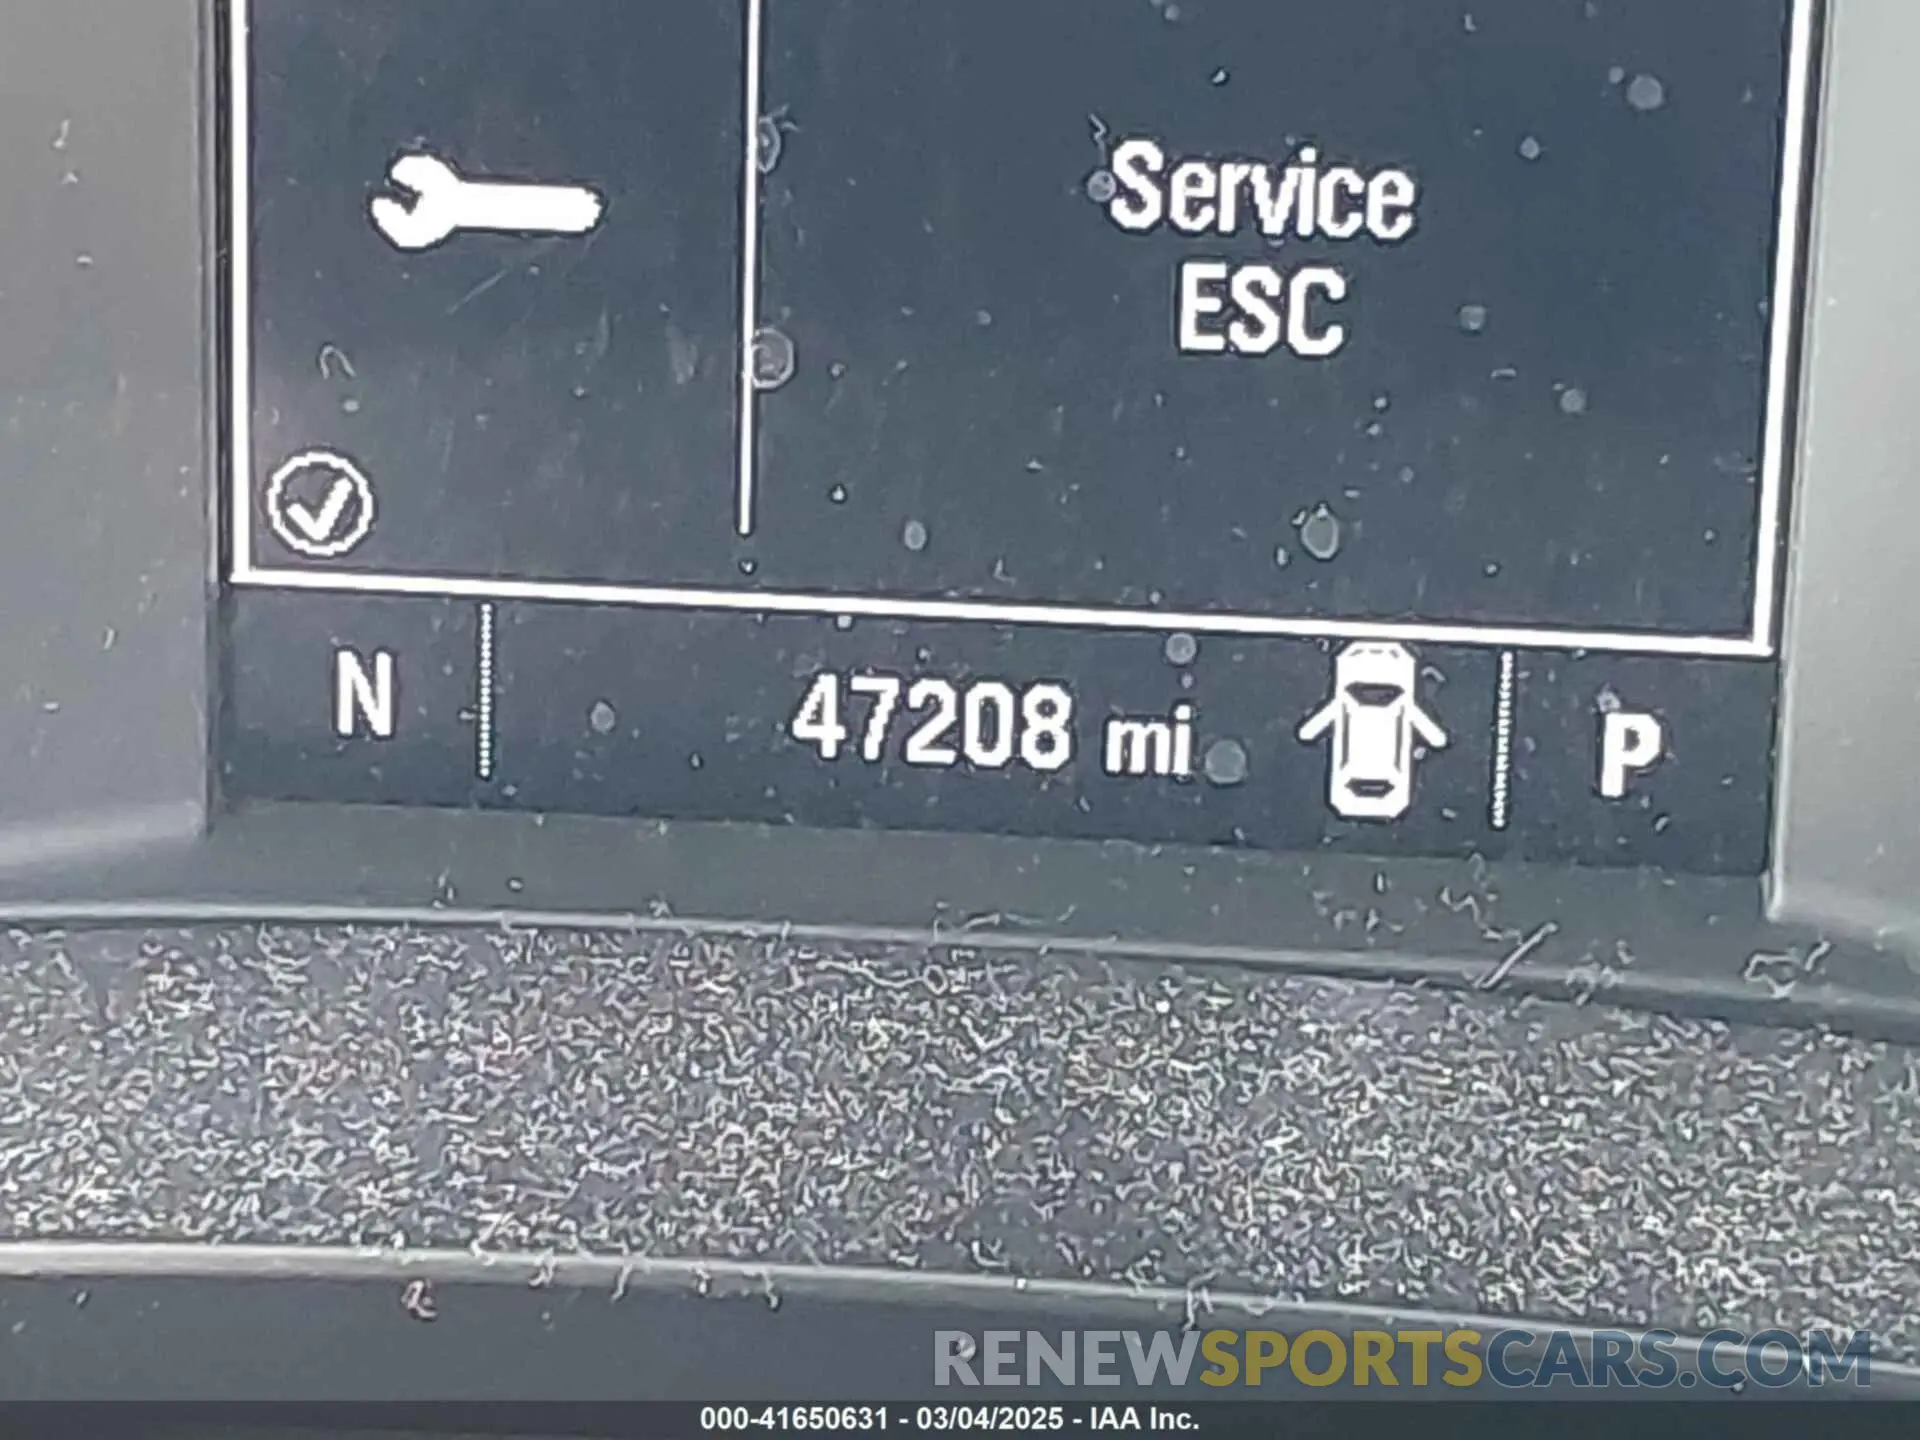 Service
ESC
N 47208 mi P
RENEWSPORTSCARS.COM
000-41650631 - 03/04/2025 - IAA Inc.